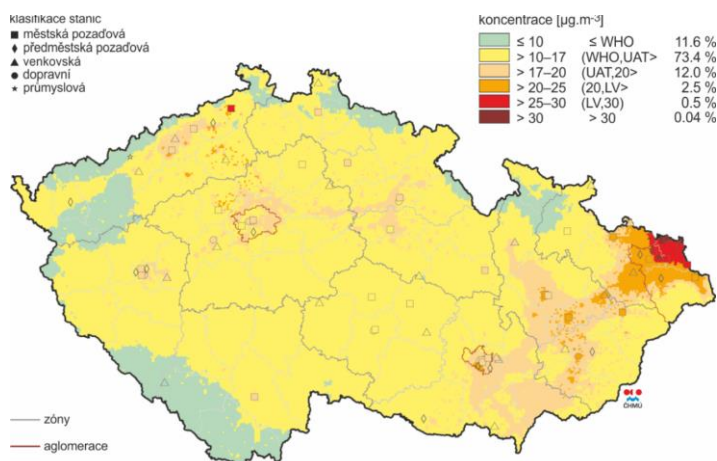 klasifikace stanic
městská pozaďová
předměstská pozaďová
venkovská
dopravní
průmyslová
koncentrace [µg.m⁻³]
≤ 10 ≤ WHO 11.6 %
> 10–17 (WHO,UAT> 73.4 %
> 17–20 (UAT,20> 12.0 %
> 20–25 (20,LV> 2.5 %
> 25–30 (LV,30) 0.5 %
> 30 > 30 0.04 %
ČHMÚ
zóny
aglomerace